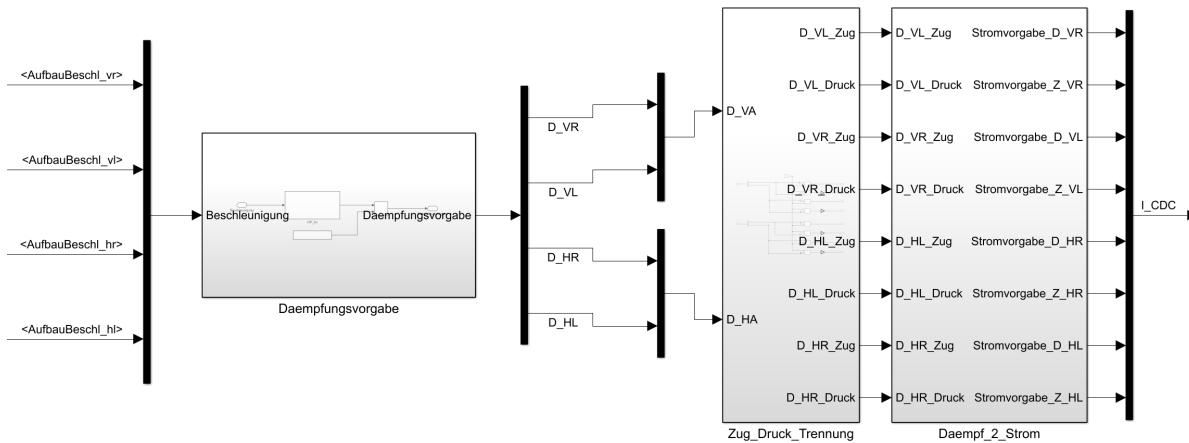 <AufbauBeschl_vr>
<AufbauBeschl_vl>
<AufbauBeschl_hr>
<AufbauBeschl_hl>
Beschleunigung
Daempfungsvorgabe
Daempfungsvorgabe
D_VR
D_VL
D_HR
D_HL
D_VA
D_HA
D_VL_Zug
D_VL_Druck
D_VR_Zug
D_VR_Druck
D_HL_Zug
D_HL_Druck
D_HR_Zug
D_HR_Druck
Zug_Druck_Trennung
D_VL_Zug
D_VL_Druck
D_VR_Zug
D_VR_Druck
D_HL_Zug
D_HL_Druck
D_HR_Zug
D_HR_Druck
Stromvorgabe_D_VR
Stromvorgabe_Z_VR
Stromvorgabe_D_VL
Stromvorgabe_Z_VL
Stromvorgabe_D_HR
Stromvorgabe_Z_HR
Stromvorgabe_D_HL
Stromvorgabe_Z_HL
Daempf_2_Strom
I_CDC